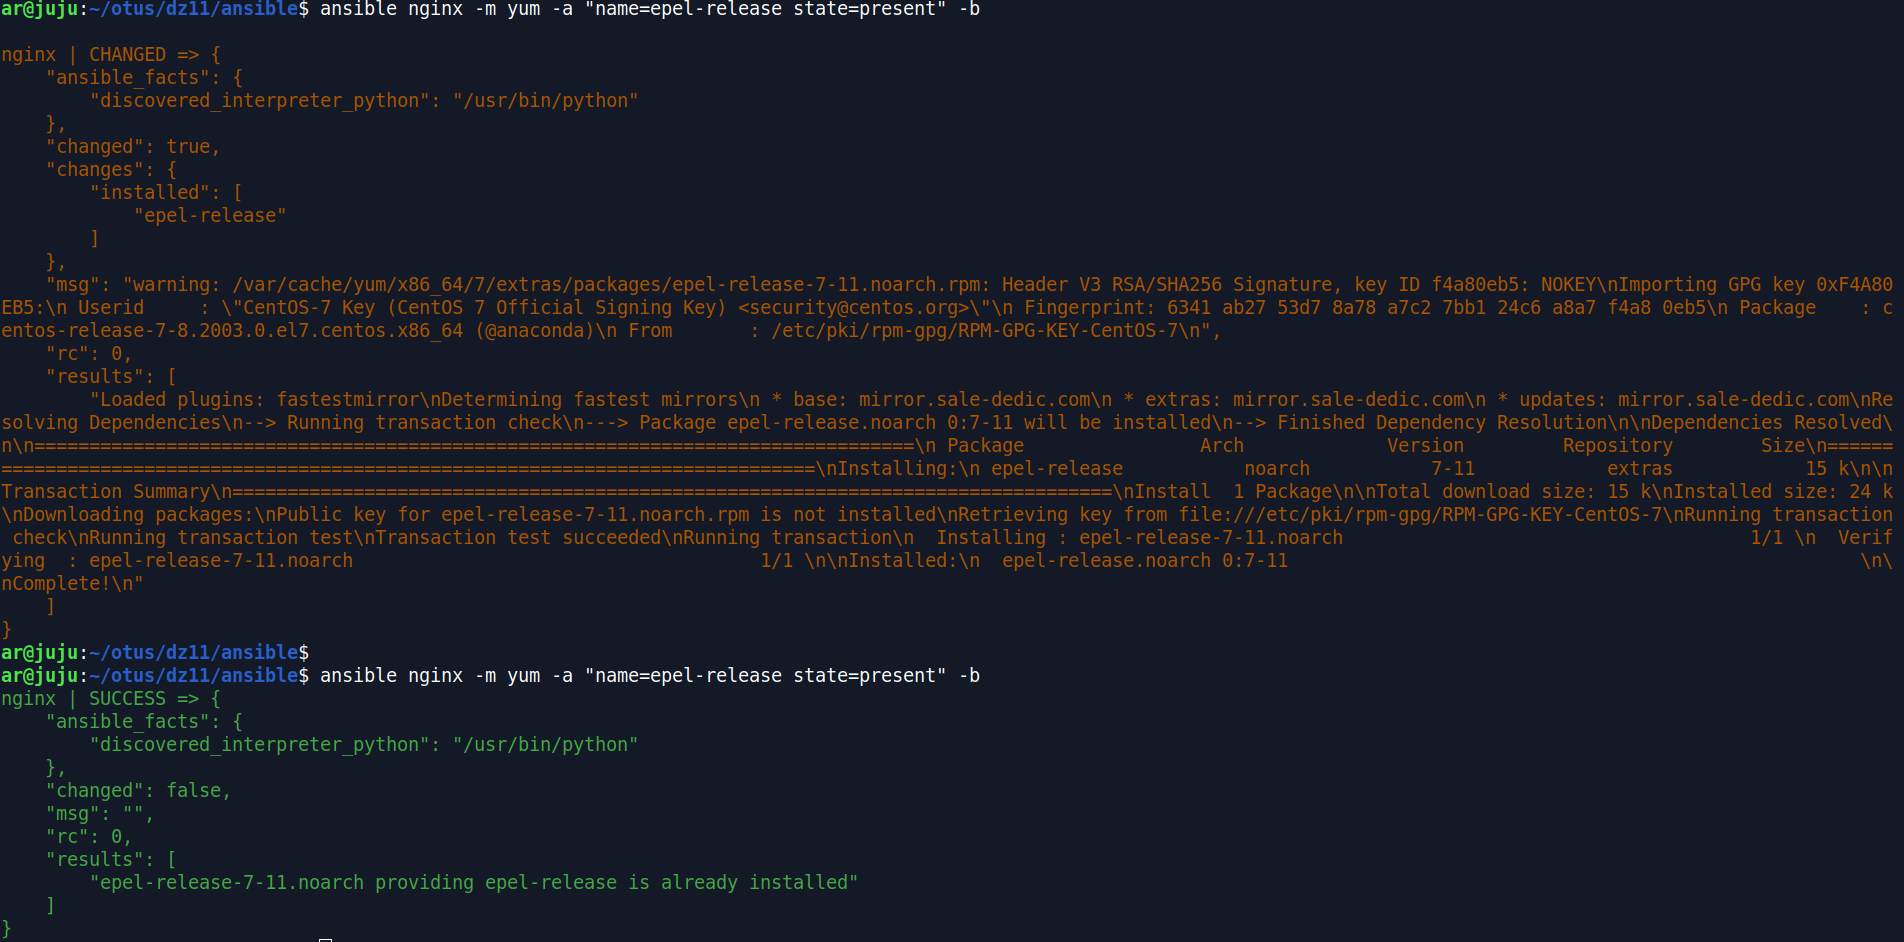 ar@juju:~/otus/dz11/ansible$ ansible nginx -m yum -a "name=epel-release state=present" -b
nginx | CHANGED => {
    "ansible_facts": {
        "discovered_interpreter_python": "/usr/bin/python"
    },
    "changed": true,
    "changes": {
        "installed": [
            "epel-release"
        ]
    },
    "msg": "warning: /var/cache/yum/x86_64/7/extras/packages/epel-release-7-11.noarch.rpm: Header V3 RSA/SHA256 Signature, key ID f4a80eb5: NOKEY\nImporting GPG key 0xF4A80
EB5:\n Userid     : \"CentOS-7 Key (CentOS 7 Official Signing Key) <security@centos.org>\"\n Fingerprint: 6341 ab27 53d7 8a78 a7c2 7bb1 24c6 a8a7 f4a8 0eb5\n Package    : c
entos-release-7-8.2003.0.el7.centos.x86_64 (@anaconda)\n From       : /etc/pki/rpm-gpg/RPM-GPG-KEY-CentOS-7\n",
    "rc": 0,
    "results": [
        "Loaded plugins: fastestmirror\nDetermining fastest mirrors\n * base: mirror.sale-dedic.com\n * extras: mirror.sale-dedic.com\n * updates: mirror.sale-dedic.com\nRe
solving Dependencies\n--> Running transaction check\n---> Package epel-release.noarch 0:7-11 will be installed\n--> Finished Dependency Resolution\n\nDependencies Resolved\
n\n================================================================================\n Package                Arch             Version         Repository        Size\n======
==========================================================================\nInstalling:\n epel-release           noarch           7-11            extras            15 k\n\n
Transaction Summary\n================================================================================\nInstall  1 Package\n\nTotal download size: 15 k\nInstalled size: 24 k
\nDownloading packages:\nPublic key for epel-release-7-11.noarch.rpm is not installed\nRetrieving key from file:///etc/pki/rpm-gpg/RPM-GPG-KEY-CentOS-7\nRunning transaction
 check\nRunning transaction test\nTransaction test succeeded\nRunning transaction\n  Installing : epel-release-7-11.noarch                                     1/1 \n  Verif
ying  : epel-release-7-11.noarch                                     1/1 \n\nInstalled:\n  epel-release.noarch 0:7-11                                                    \n\
nComplete!\n"
    ]
}
ar@juju:~/otus/dz11/ansible$
ar@juju:~/otus/dz11/ansible$ ansible nginx -m yum -a "name=epel-release state=present" -b
nginx | SUCCESS => {
    "ansible_facts": {
        "discovered_interpreter_python": "/usr/bin/python"
    },
    "changed": false,
    "msg": "",
    "rc": 0,
    "results": [
        "epel-release-7-11.noarch providing epel-release is already installed"
    ]
}